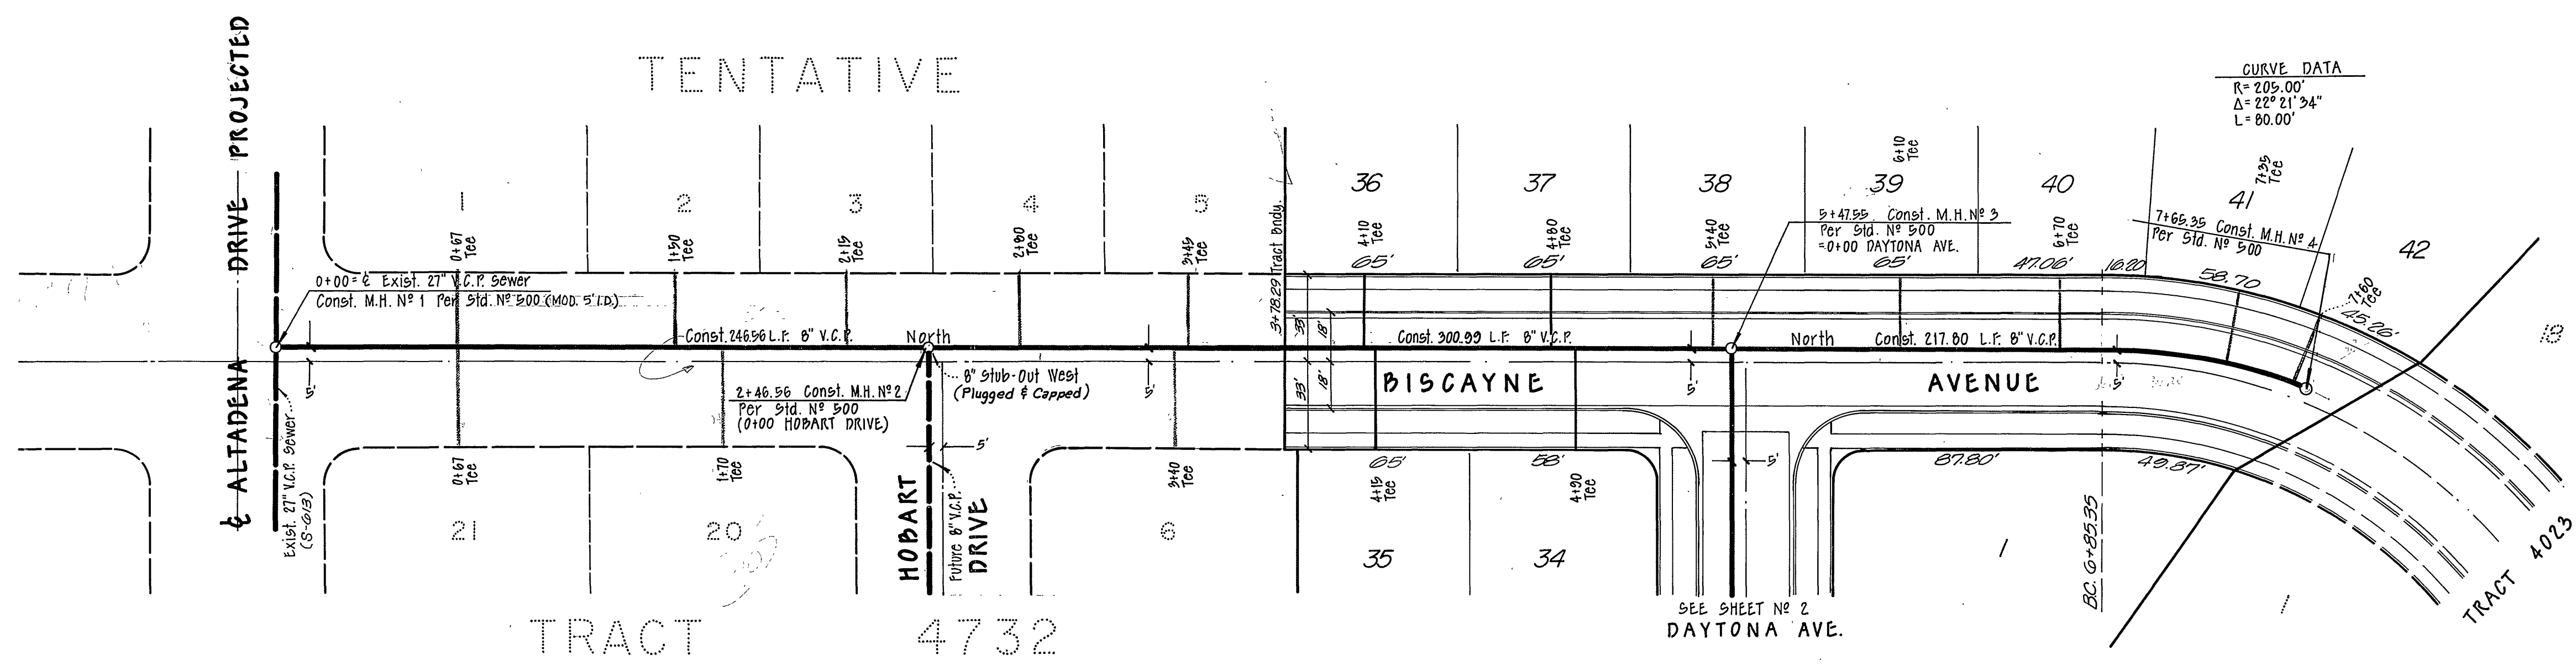 TENTATIVE
CURVE DATA
R= 205.00'
Δ= 22° 21' 34"
L= 80.00'
℄ ALTADENA DRIVE PROJECTED
1
2
3
4
5
36
37
38
39
40
41
42
18
0+67 Tee
1+50 Tee
2+15 Tee
2+80 Tee
3+45 Tee
3+78.29 Tract Bndy.
4+10 Tee
4+80 Tee
5+40 Tee
6+10 Tee
6+70 Tee
7+35 Tee
7+60 Tee
65'
65'
65'
65'
47.06'
16.20
58.70
45.26'
0+00 = ℄ Exist. 27" V.C.P. Sewer
Const. M.H. Nº 1 Per Std. Nº 500 (MOD. 5' I.D.)
5+47.55 Const. M.H. Nº 3
Per Std. Nº 500
=0+00 DAYTONA AVE.
7+65.35 Const. M.H. Nº 4
Per Std. Nº 500
Const. 246.56 L.F. 8" V.C.P.
North
Const. 300.99 L.F. 8" V.C.P.
North
Const. 217.80 L.F. 8" V.C.P.
33'
18'
33'
18'
5'
5'
5'
5'
5'
5'
8" Stub-Out West
(Plugged & Capped)
2+46.56 Const. M.H. Nº 2
Per Std. Nº 500
(0+00 HOBART DRIVE)
BISCAYNE AVENUE
Exist. 27" V.C.P. Sewer
(S-613)
0+67 Tee
1+70 Tee
3+40 Tee
4+15 Tee
4+90 Tee
65'
58'
87.80'
49.87'
21
20
6
35
34
1
1
HOBART DRIVE
Future 8" V.C.P.
B.C. 6+85.35
SEE SHEET Nº 2
DAYTONA AVE.
TRACT 4023
TRACT 4732